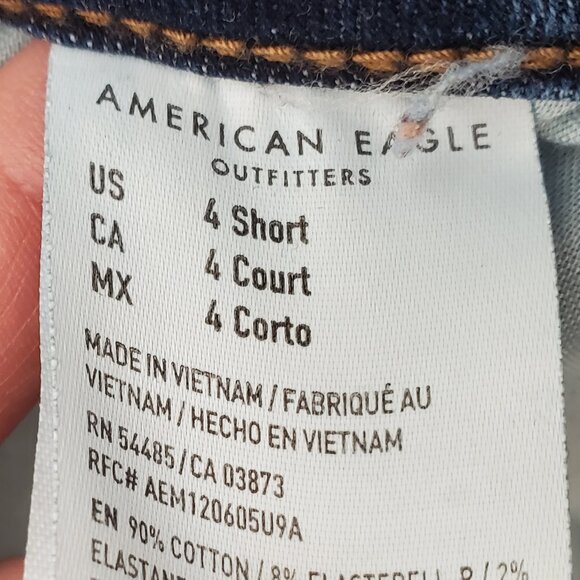 AMERICAN EAGLE
OUTFITTERS
US 4 Short
CA 4 Court
MX 4 Corto
MADE IN VIETNAM / FABRIQUÉ AU
VIETNAM / HECHO EN VIETNAM
RN 54485 / CA 03873
RFC# AEM120605U9A
EN 90% COTTON / 8% ELASTERELL-P / 2%
ELASTANE